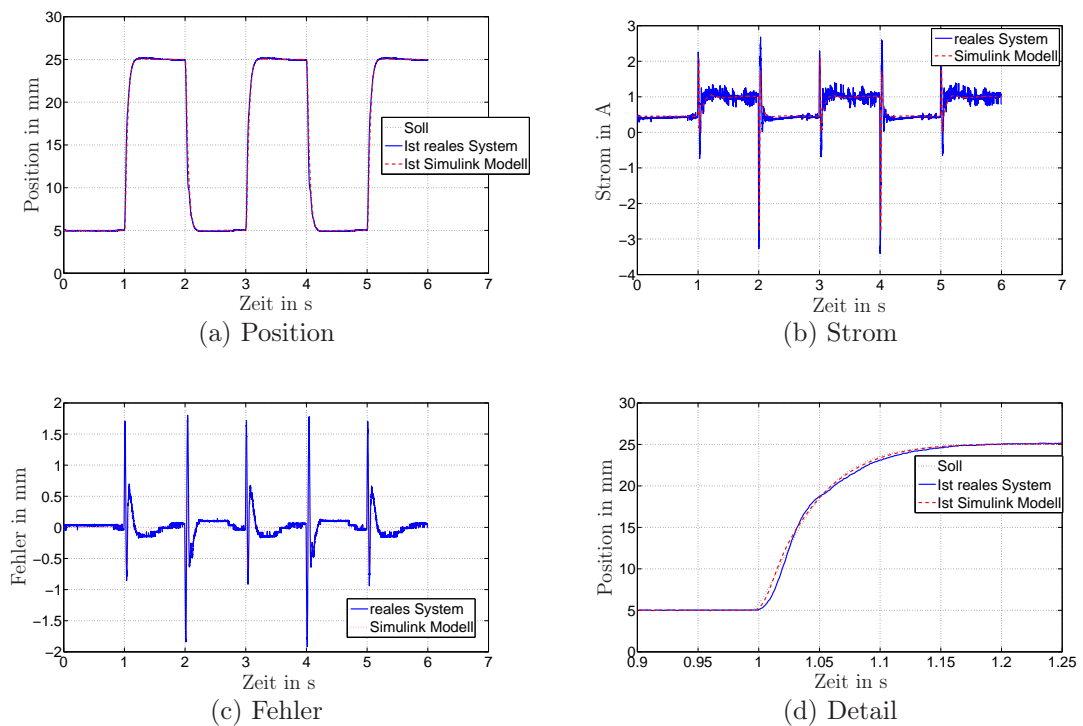 30
25
20
15
10
5
0
0 1 2 3 4 5 6 7
Position in mm
Zeit in s
Soll
Ist reales System
Ist Simulink Modell
(a) Position
3
2
1
0
−1
−2
−3
−4
0 1 2 3 4 5 6 7
Strom in A
Zeit in s
reales System
Simulink Modell
(b) Strom
2
1.5
1
0.5
0
−0.5
−1
−1.5
−2
0 1 2 3 4 5 6 7
Fehler in mm
Zeit in s
reales System
Simulink Modell
(c) Fehler
30
25
20
15
10
5
0
0.9 0.95 1 1.05 1.1 1.15 1.2 1.25
Position in mm
Zeit in s
Soll
Ist reales System
Ist Simulink Modell
(d) Detail